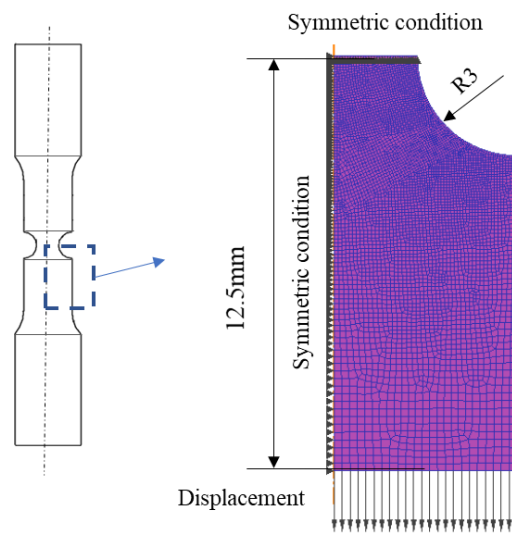 Symmetric condition
R3
12.5mm
Symmetric condition
Displacement